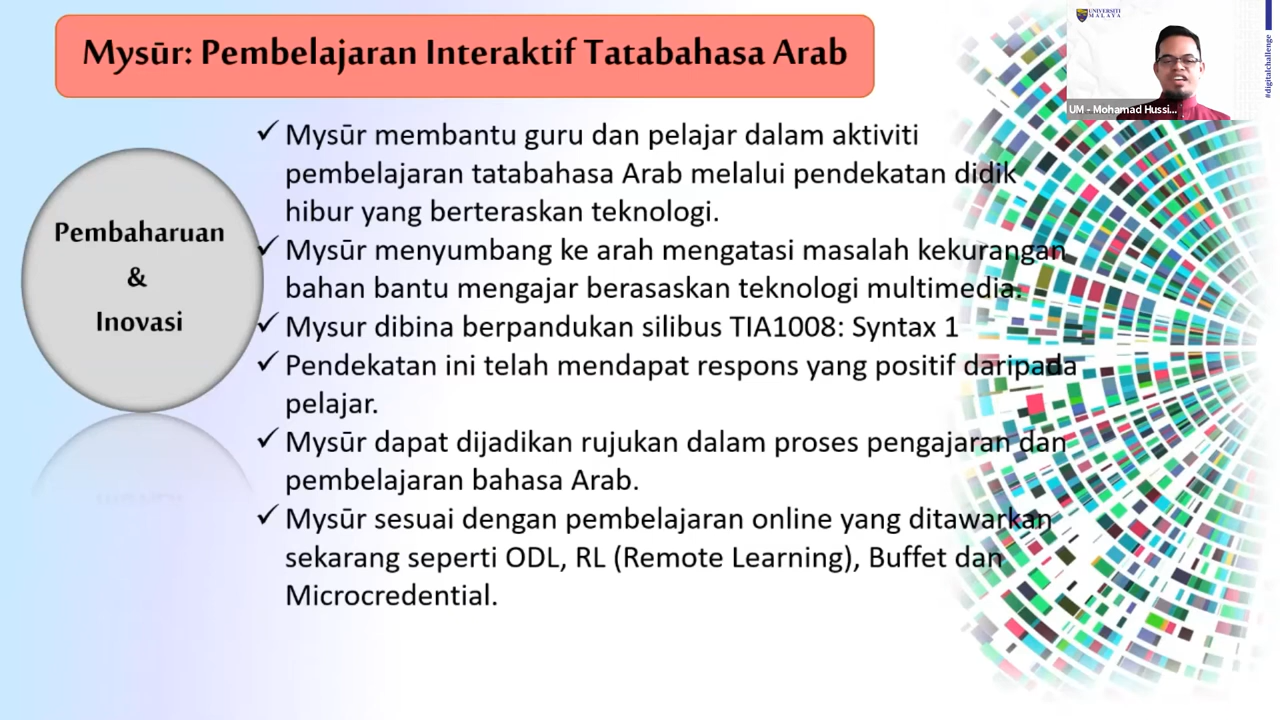 Mysūr: Pembelajaran Interaktif Tatabahasa Arab
UNIVERSITI
MALAYA
#digitalchallenge
UM - Mohamad Hussi...
Pembaharuan
&
Inovasi
✓ Mysūr membantu guru dan pelajar dalam aktiviti
pembelajaran tatabahasa Arab melalui pendekatan didik
hibur yang berteraskan teknologi.
✓ Mysūr menyumbang ke arah mengatasi masalah kekurangan
bahan bantu mengajar berasaskan teknologi multimedia.
✓ Mysur dibina berpandukan silibus TIA1008: Syntax 1
✓ Pendekatan ini telah mendapat respons yang positif daripada
pelajar.
✓ Mysūr dapat dijadikan rujukan dalam proses pengajaran dan
pembelajaran bahasa Arab.
✓ Mysūr sesuai dengan pembelajaran online yang ditawarkan
sekarang seperti ODL, RL (Remote Learning), Buffet dan
Microcredential.